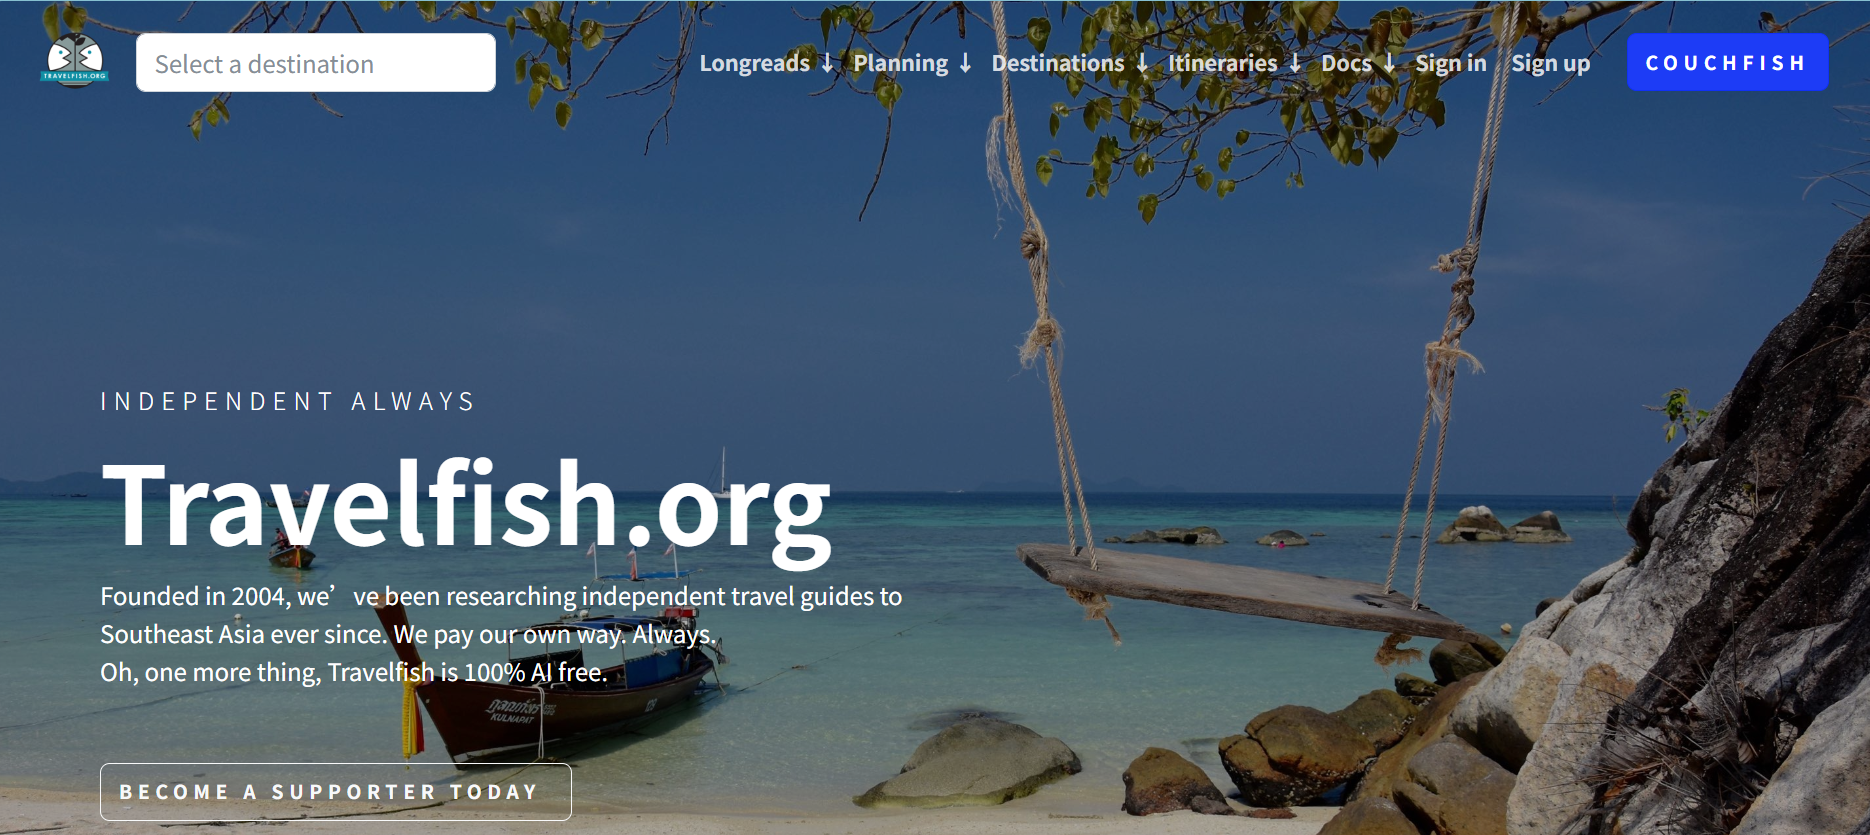 TRAVELFISH.ORG
Select a destination
Longreads ↓ Planning ↓ Destinations ↓ Itineraries ↓ Docs ↓ Sign in Sign up
COUCHFISH
INDEPENDENT ALWAYS
Travelfish.org
Founded in 2004, we’ve been researching independent travel guides to
Southeast Asia ever since. We pay our own way. Always.
Oh, one more thing, Travelfish is 100% AI free.
KULNAPAT
BECOME A SUPPORTER TODAY